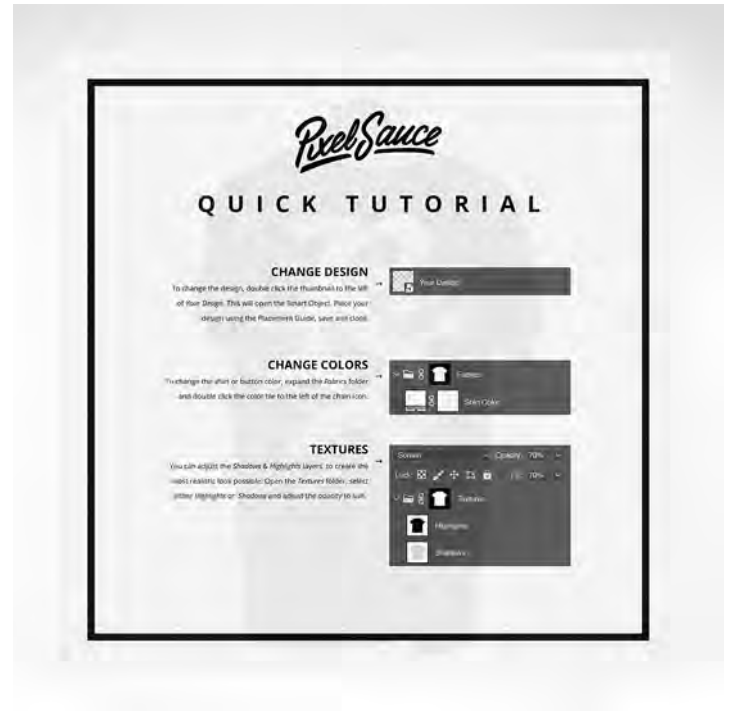 PixelSauce
QUICK TUTORIAL
CHANGE DESIGN
To change the design, double click the thumbnail to the left
of Your Design. This will open the Smart Object. Place your
design using the Placement Guide, save and close.
→
Your Design
CHANGE COLORS
To change the shirt or button color, expand the Fabrics folder
and double click the color tile to the left of the chain icon.
→
Fabrics
Shirt Color
TEXTURES
You can adjust the Shadows & Highlights layers, to create the
most realistic look possible. Open the Textures folder, select
either Highlights or Shadows and adjust the opacity to suit.
→
Screen Opacity: 70%
Lock: Fill: 70%
Textures
Highlights
Shadows